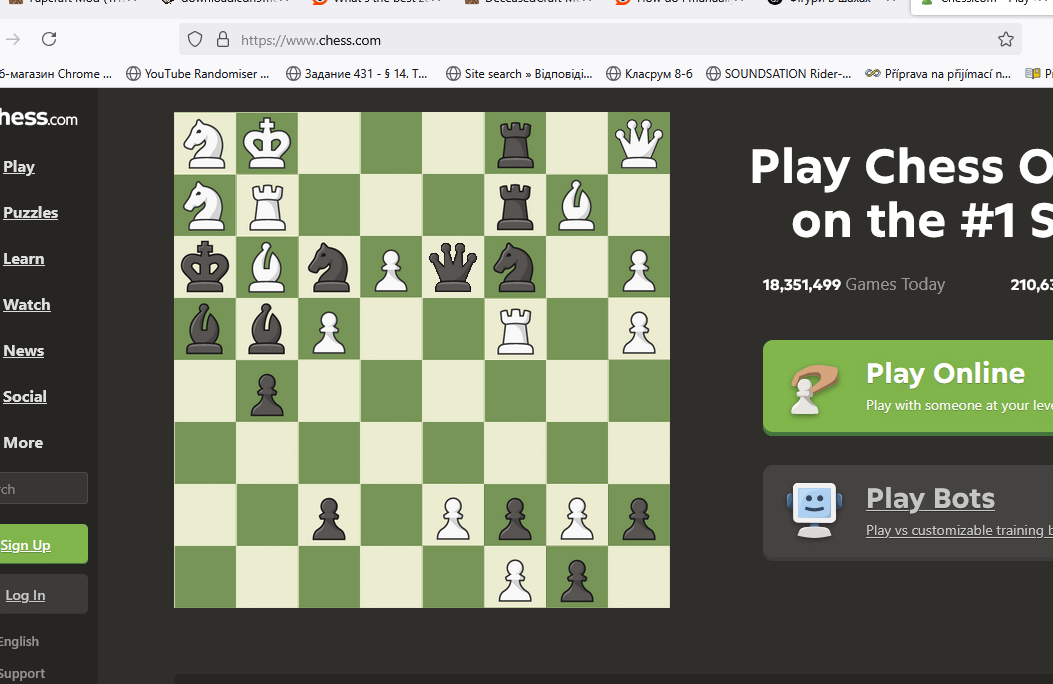 https://www.chess.com
б-магазин Chrome ... YouTube Randomiser ... Задание 431 - § 14. Т... Site search » Відповіді... Класрум 8-б SOUNDSATION Rider-... Příprava na přijímací n...
hess.com
Play
Puzzles
Learn
Watch
News
Social
More
rch
Sign Up
Log In
English
Support
Play Chess O
on the #1 S
18,351,499 Games Today 210,63
Play Online
Play with someone at your leve
Play Bots
Play vs customizable training b